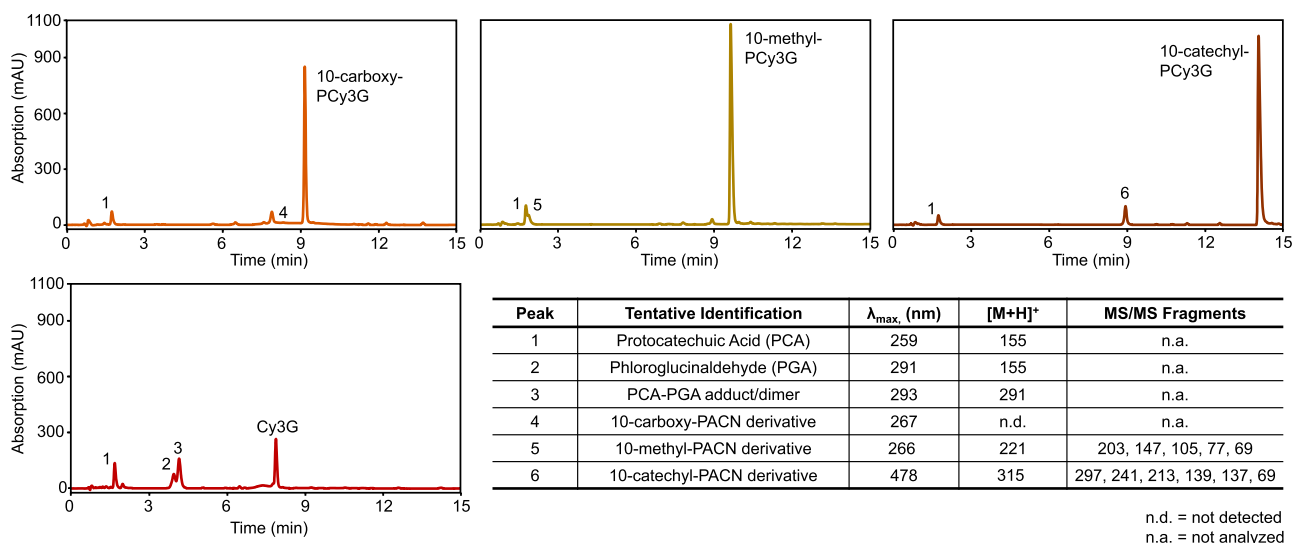 1100
900
600
300
0
Absorption (mAU)
1
4
10-carboxy-
PCy3G
0 3 6 9 12 15
Time (min)
1 5
10-methyl-
PCy3G
0 3 6 9 12 15
Time (min)
1
6
10-catechyl-
PCy3G
0 3 6 9 12 15
Time (min)
1100
900
600
300
0
Absorption (mAU)
1
2
3
Cy3G
0 3 6 9 12 15
Time (min)
Peak Tentative Identification λmax, (nm) [M+H]+ MS/MS Fragments
1 Protocatechuic Acid (PCA) 259 155 n.a.
2 Phloroglucinaldehyde (PGA) 291 155 n.a.
3 PCA-PGA adduct/dimer 293 291 n.a.
4 10-carboxy-PACN derivative 267 n.d. n.a.
5 10-methyl-PACN derivative 266 221 203, 147, 105, 77, 69
6 10-catechyl-PACN derivative 478 315 297, 241, 213, 139, 137, 69
n.d. = not detected
n.a. = not analyzed